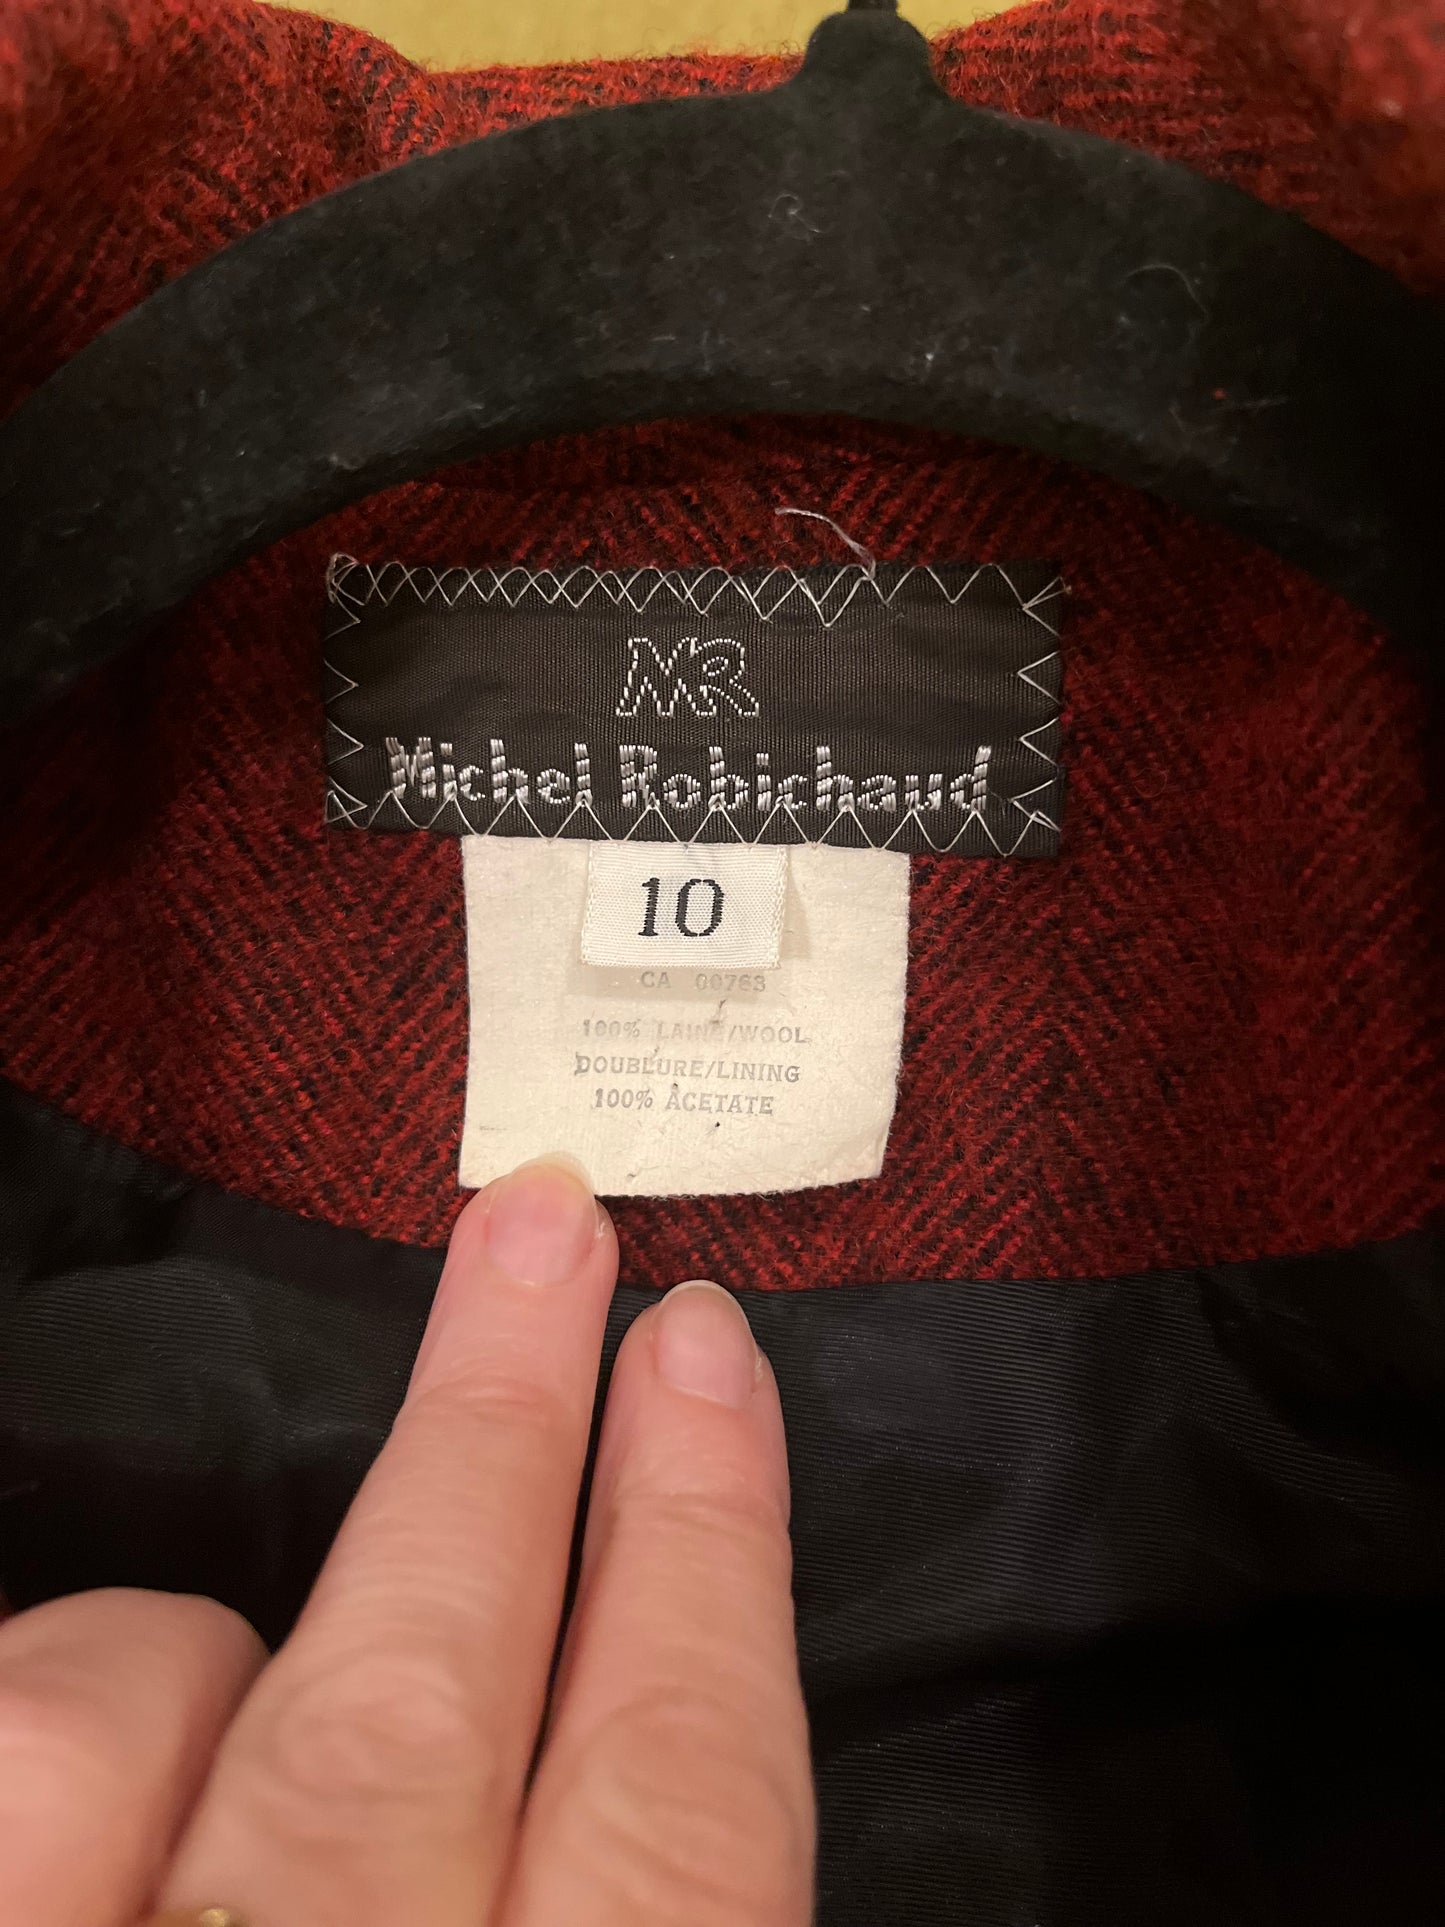 MR
Michel Robichaud
10
CA 00763
100% LAINE/WOOL
DOUBLURE/LINING
100% ACETATE